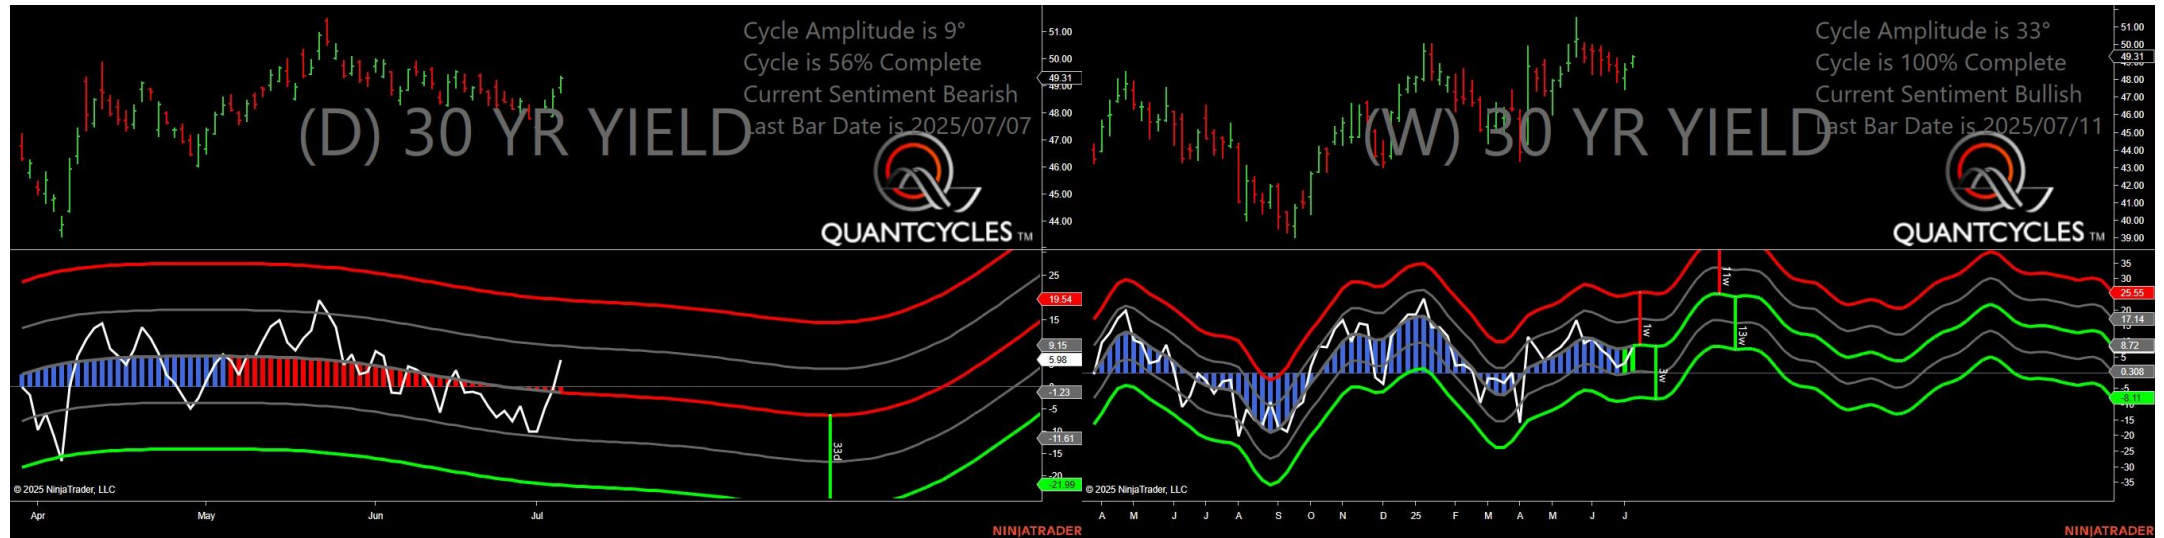 Cycle Amplitude is 9°
Cycle is 56% Complete
Current Sentiment Bearish
Last Bar Date is 2025/07/07
(D) 30 YR YIELD
QUANTCYCLES TM
51.00
50.00
49.31
49.00
48.00
47.00
46.00
45.00
44.00
25
19.54
15
9.15
5.98
-1.23
-5
-11.61
-15
-20
-21.99
33d
© 2025 NinjaTrader, LLC
Apr
May
Jun
Jul
NINJATRADER
Cycle Amplitude is 33°
Cycle is 100% Complete
Current Sentiment Bullish
Last Bar Date is 2025/07/11
(W) 30 YR YIELD
QUANTCYCLES TM
51.00
50.00
49.31
48.00
47.00
46.00
45.00
44.00
43.00
42.00
41.00
40.00
39.00
35
30
25.55
17.14
8.72
5
0.308
-5
-8.11
-15
-20
-25
-30
-35
1w
3w
11w
13w
© 2025 NinjaTrader, LLC
A M J J A S O N D 25 F M A M J J
NINJATRADER